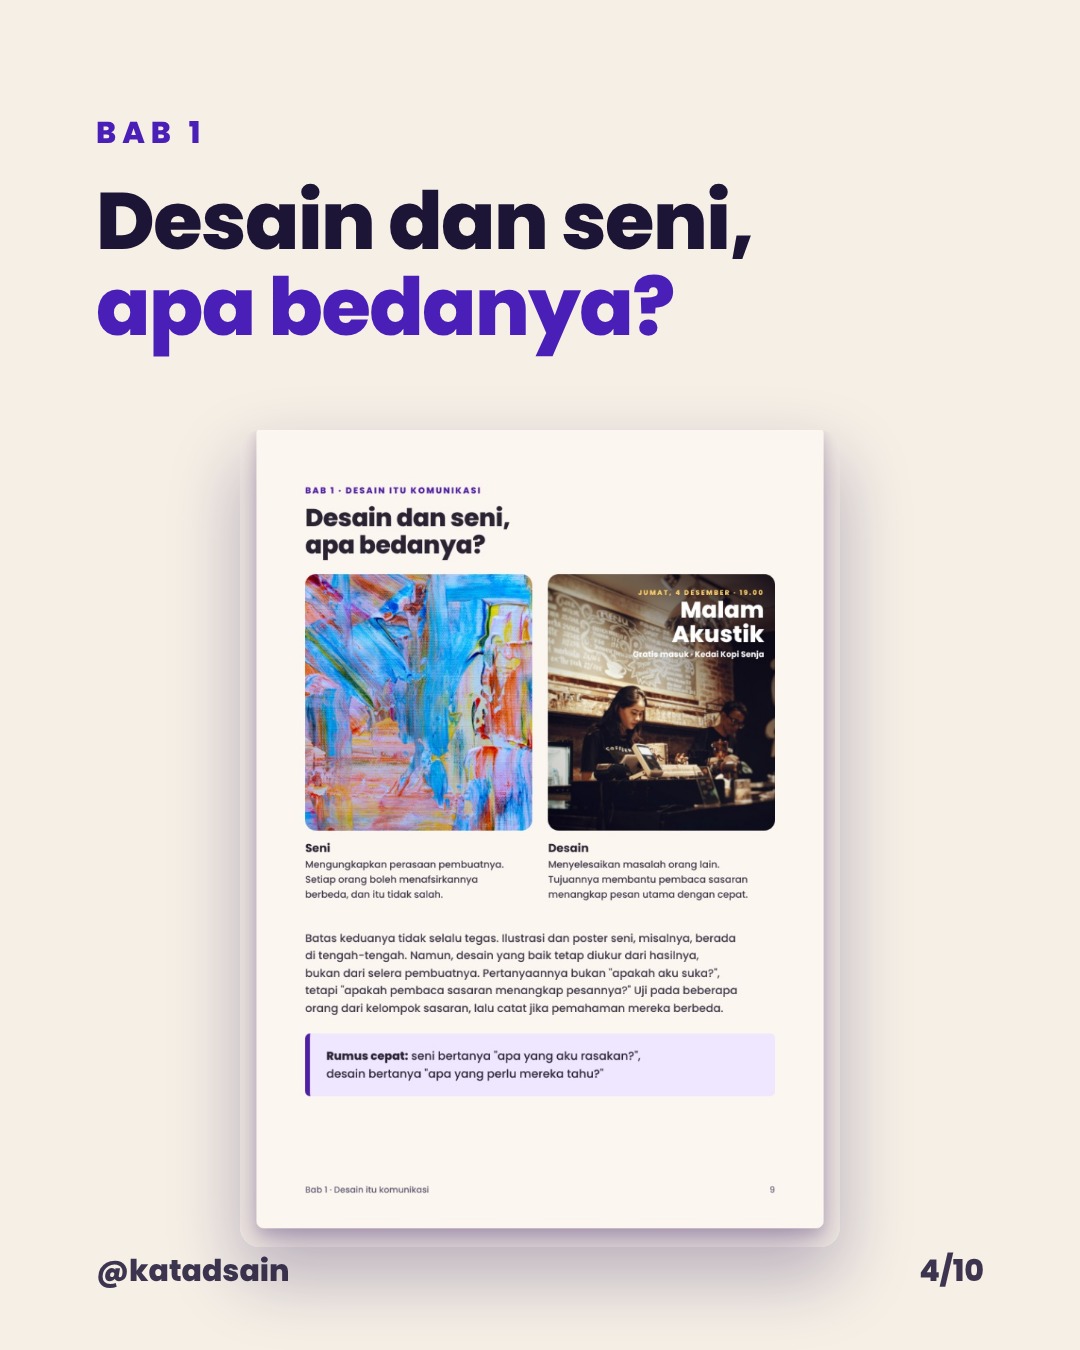 BAB 1
Desain dan seni,
apa bedanya?
BAB 1 · DESAIN ITU KOMUNIKASI
Desain dan seni,
apa bedanya?
JUMAT, 4 DESEMBER · 19.00
Malam
Akustik
Gratis masuk · Kedai Kopi Senja
Seni
Mengungkapkan perasaan pembuatnya.
Setiap orang boleh menafsirkannya
berbeda, dan itu tidak salah.
Desain
Menyelesaikan masalah orang lain.
Tujuannya membantu pembaca sasaran
menangkap pesan utama dengan cepat.
Batas keduanya tidak selalu tegas. Ilustrasi dan poster seni, misalnya, berada
di tengah-tengah. Namun, desain yang baik tetap diukur dari hasilnya,
bukan dari selera pembuatnya. Pertanyaannya bukan "apakah aku suka?",
tetapi "apakah pembaca sasaran menangkap pesannya?" Uji pada beberapa
orang dari kelompok sasaran, lalu catat jika pemahaman mereka berbeda.
Rumus cepat: seni bertanya "apa yang aku rasakan?",
desain bertanya "apa yang perlu mereka tahu?"
Bab 1 · Desain itu komunikasi
9
@katadsain
4/10